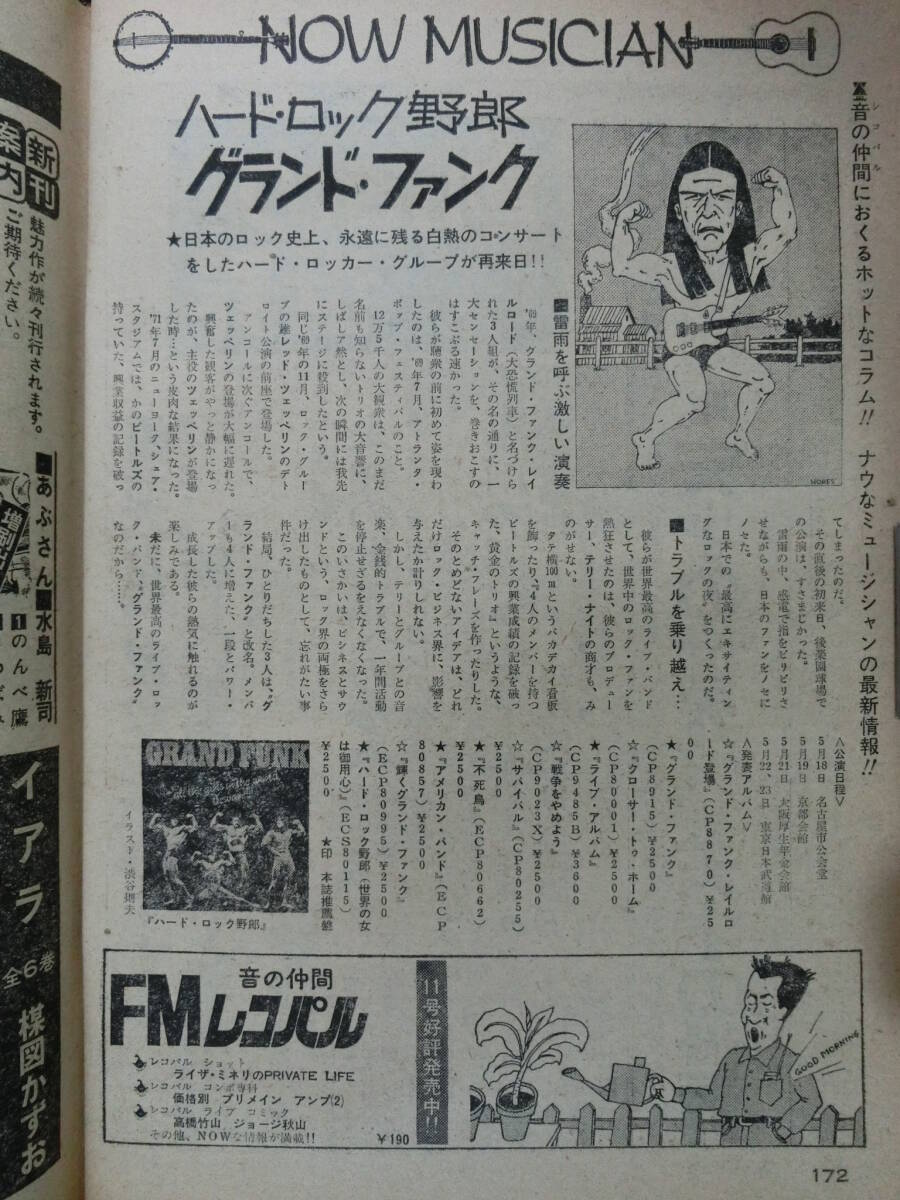 NOW MUSICIAN
ハード・ロック野郎
グランド・ファンク
★日本のロック史上、永遠に残る白熱のコンサート
をしたハード・ロッカー・グループが再来日!!
音の仲間におくるホットなコラム!! ナウなミュージシャンの最新情報!!
レコパル
MORES
■雷雨を呼ぶ激しい演奏
'69年、グランド・ファンク・レイ
ルロード(大恐慌列車)と名づけら
れた3人組が、その名の通りに、一
大センセーションを、巻きおこすの
はすこぶる速かった。
彼らが聴衆の前に初めて姿を現わ
したのは、'69年7月、アトランタ・
ポップ・フェスティバルのこと。
12万5千人の大観衆は、このまだ
名前も知らないトリオの大音響に、
しばしア然とし、次の瞬間には我先
にステージに殺到したという。
同じ'69年の11月、ロック・グルー
プの雄レッド・ツェッペリンのデト
ロイト公演の前座で登場した。
アンコールに次ぐアンコールで、
ツェッペリンの登場が大幅に遅れた。
興奮した観客がやっと静かになっ
たのが、主役のツェッペリンが登場
した時…という皮肉な結果になった。
'71年7月のニューヨーク、シェア・
スタジアムでは、かのビートルズの
持っていた、興業収益の記録を破っ
てしまったのだ。
その直後の初来日、後楽園球場で
の公演は、すさまじかった。
雷雨の中、感電で指をビリビリさ
せながらも、日本のファンをノセに
ノセた。
日本での〝最高にエキサイティン
グなロックの夜〟をつくったのだ。
■トラブルを乗り越え…
彼らが世界最高のライブ・バンド
として、世界中のロック・ファンを
熱狂させたのは、彼らのプロデュー
サー、テリー・ナイトの商才も、み
のがせない。
タテ横100mというバカデカイ看板
を飾ったり、〝4人のメンバーを持つ
ビートルズの興業成績の記録を破っ
た、黄金のトリオ〟というような、
キャッチ・フレーズを作ったりした。
そのとめどないアイデアは、どれ
だけロック・ビジネス界に、影響を
与えたか計りしれない。
しかし、テリーとグループとの音
楽、金銭的トラブルで、一年間活動
を停止せざるをえなくなった。
このいさかいは、ビジネスとサウ
ンドという、ロック界の両極をさら
け出したものとして、忘れがたい事
件だった。
結局、ひとりだちした3人は、〝グ
ランド・ファンク〟と改名。メンバ
ーも4人に増えた、一段とパワー・
アップした。
成長した彼らの熱気に触れるのが
楽しみである。
未だに、世界最高のライブ・ロッ
ク・バンド、〝グランド・ファンク〟
なのだから……。
〈公演日程〉
5月18日 名古屋市公会堂
5月19日 京都会館
5月21日 大阪厚生年金会館
5月22、23日 東京日本武道館
〈発表アルバム〉
☆『グランド・ファンク・レイルロ
ード登場』(CP8870)¥25
00
★『グランド・ファンク』
(CP8915)¥2500
☆『クローサー・トゥ・ホーム』
(CP80001)¥2500
★『ライブ・アルバム』
(CP9485B)¥3600
☆『戦争をやめよう』
(CP9023X)¥2500
☆『サバイバル』(CP80255)
¥2500
★『不死鳥』(ECP80662)
¥2500
★『アメリカン・バンド』(ECP
80857)¥2500
☆『輝くグランド・ファンク』
(ECP80995)¥2500
★『ハード・ロック野郎(世界の女
は御用心)』(ECS80115)
¥2500 ★印 本誌推薦盤
GRAND FUNK
『ハード・ロック野郎』
イラスト・渋谷則夫
音の仲間
FMレコパル
レコパル ショット
ライザ・ミネリのPRIVATE LIFE
レコパル コンポ専科
価格別 プリメイン アンプ(2)
レコパル ライブ コミック
高橋竹山 ジョージ秋山
その他、NOWな情報が満載!!
¥190
'11号好評発売中!!
GOOD MORNING
172
新刊
案内
魅力作が続々刊行されます。
ご期待ください。
■あぶさん■水島 新司
1のんべ鷹
イアラ 全6巻 楳図かずお